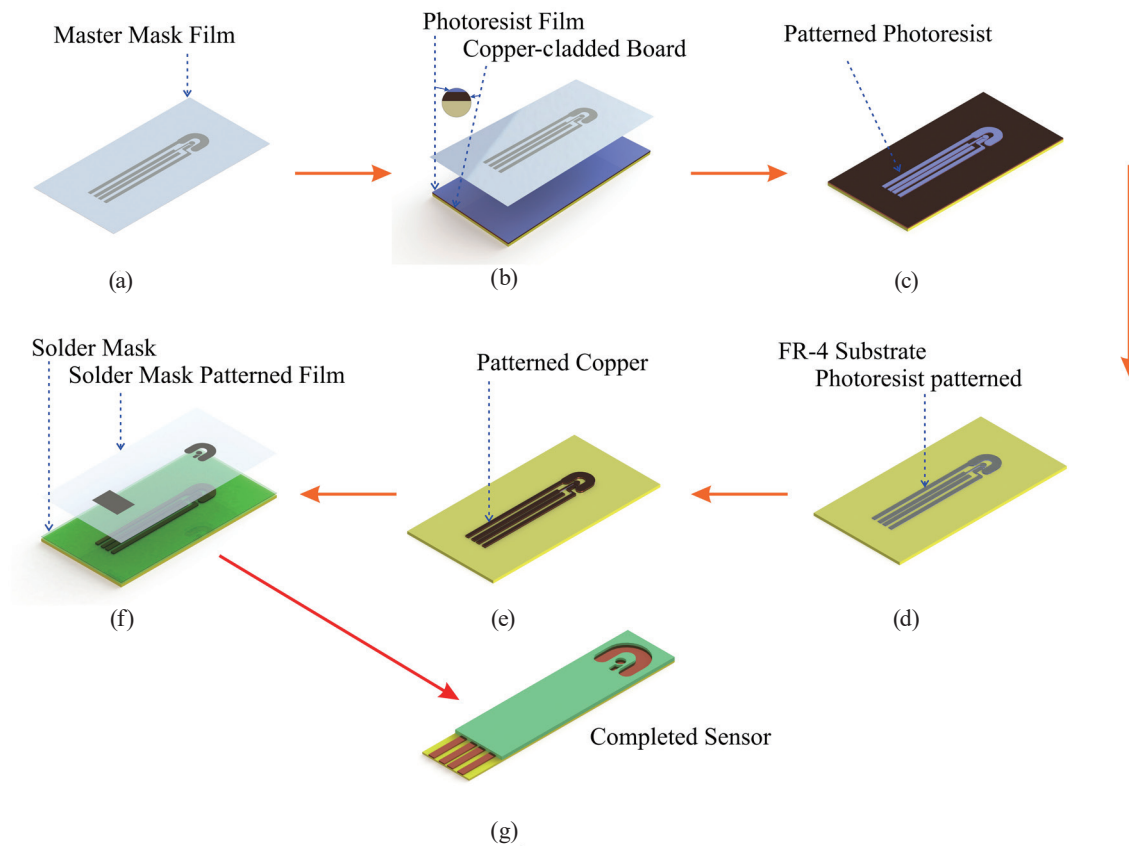 Master Mask Film
Photoresist Film
Copper-cladded Board
Patterned Photoresist
(a)
(b)
(c)
Solder Mask
Solder Mask Patterned Film
Patterned Copper
FR-4 Substrate
Photoresist patterned
(f)
(e)
(d)
Completed Sensor
(g)